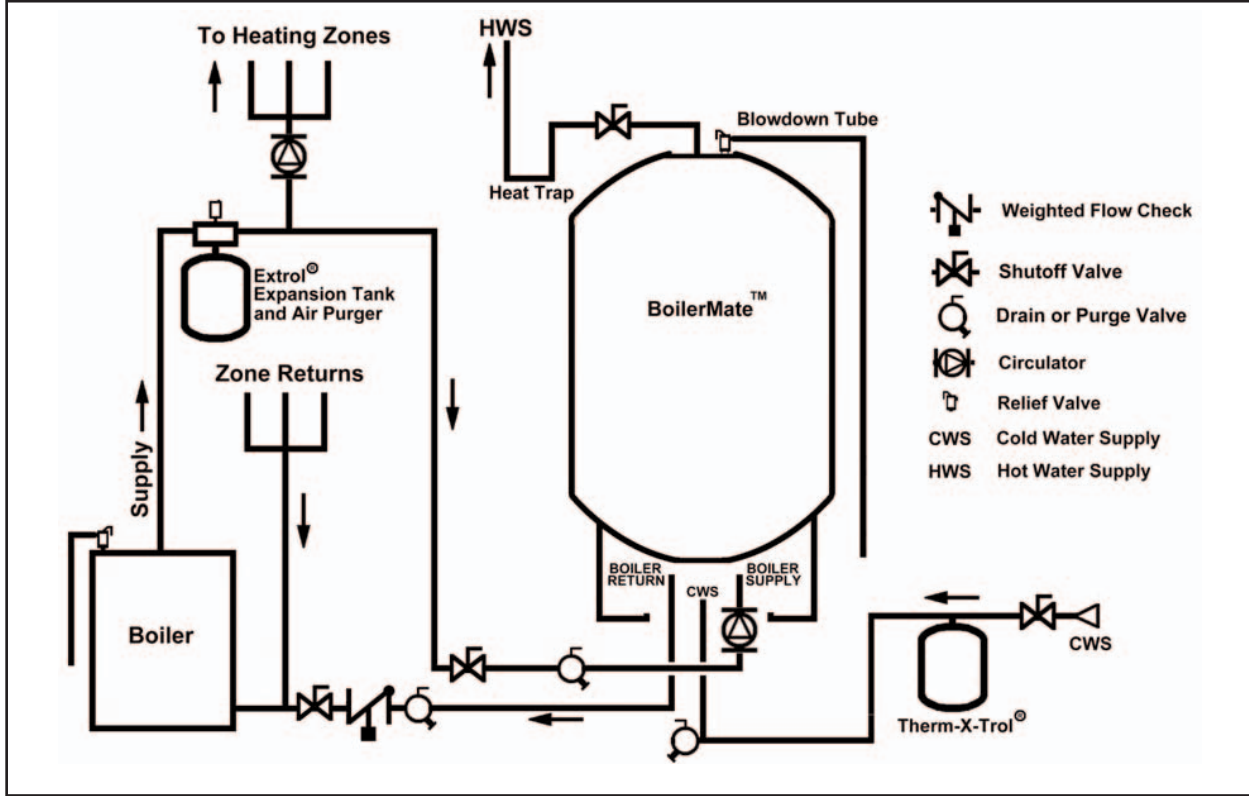 To Heating Zones
HWS
Blowdown Tube
Heat Trap
Weighted Flow Check
Extrol®
Expansion Tank
and Air Purger
BoilerMate™
Shutoff Valve
Drain or Purge Valve
Zone Returns
Circulator
Relief Valve
CWS Cold Water Supply
HWS Hot Water Supply
Supply
BOILER
RETURN
BOILER
SUPPLY
CWS
Boiler
CWS
Therm-X-Trol®